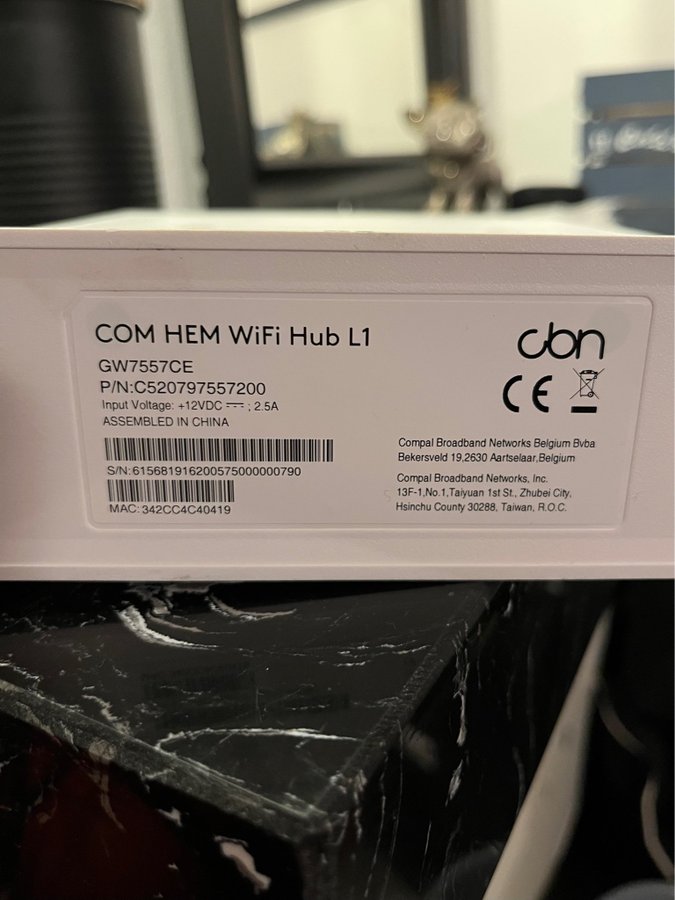 COM HEM WiFi Hub L1
cbn
GW7557CE
P/N:C520797557200
Input Voltage: +12VDC ⎓ ; 2.5A
ASSEMBLED IN CHINA
CE
S/N:615681916200575000000790
MAC:342CC4C40419
Compal Broadband Networks Belgium Bvba
Bekersveld 19,2630 Aartselaar,Belgium
Compal Broadband Networks, Inc.
13F-1,No.1,Taiyuan 1st St., Zhubei City,
Hsinchu County 30288, Taiwan, R.O.C.